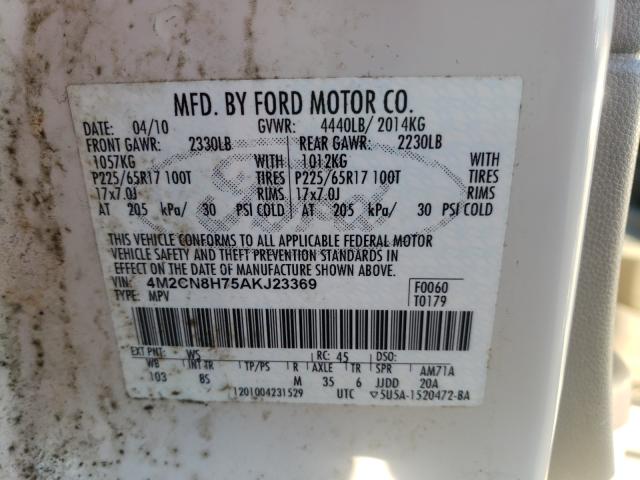 MFD. BY FORD MOTOR CO.
DATE: 04/10 GVWR: 4440LB/ 2014KG
FRONT GAWR: 2330LB REAR GAWR: 2230LB
1057KG WITH 1012KG WITH
P225/65R17 100T TIRES P225/65R17 100T TIRES
17x7.0J RIMS 17x7.0J RIMS
AT 205 kPa/ 30 PSI COLD AT 205 kPa/ 30 PSI COLD
THIS VEHICLE CONFORMS TO ALL APPLICABLE FEDERAL MOTOR
VEHICLE SAFETY AND THEFT PREVENTION STANDARDS IN
EFFECT ON THE DATE OF MANUFACTURE SHOWN ABOVE.
VIN: 4M2CN8H75AKJ23369 F0060
TYPE: MPV T0179
EXT PNT: WS RC: 45 DSO:
WB INT TR TP/PS R AXLE TR SPR AM71A
103 BS M 35 6 JJDD 20A
1201004231529 UTC ▽5U5A-1520472-BA